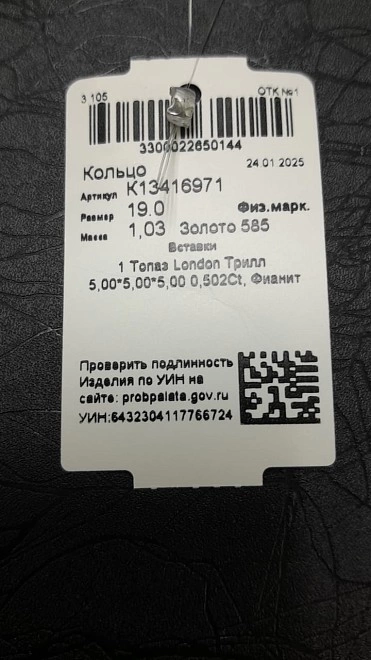 3 105 ОТК №1
3300022650144
Кольцо 24.01.2025
Артикул К13416971
Размер 19.0 Физ.марк.
Масса 1,03 Золото 585
Вставки
1 Топаз London Трилл
5,00*5,00*5,00 0,502Ct, Фианит
Проверить подлинность
Изделия по УИН на
сайте: probpalata.gov.ru
УИН:6432304117766724